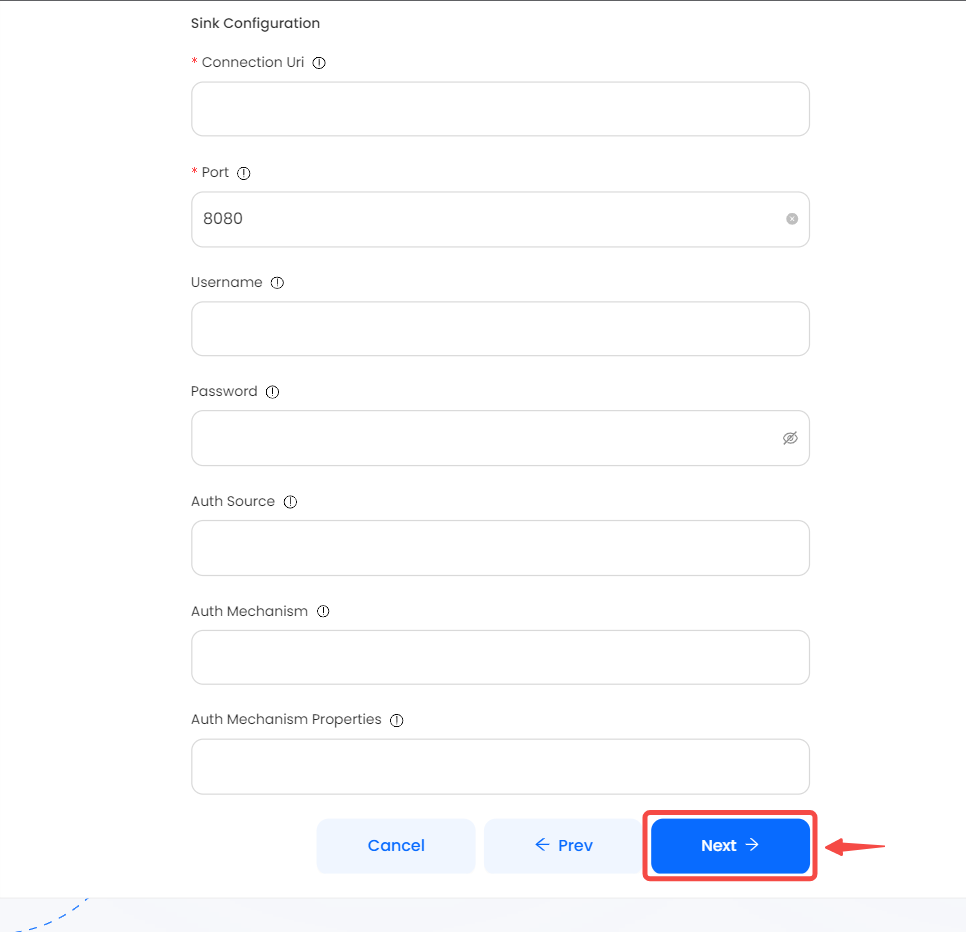 Sink Configuration
* Connection Uri
* Port
8080
Username
Password
Auth Source
Auth Mechanism
Auth Mechanism Properties
Cancel
← Prev
Next →